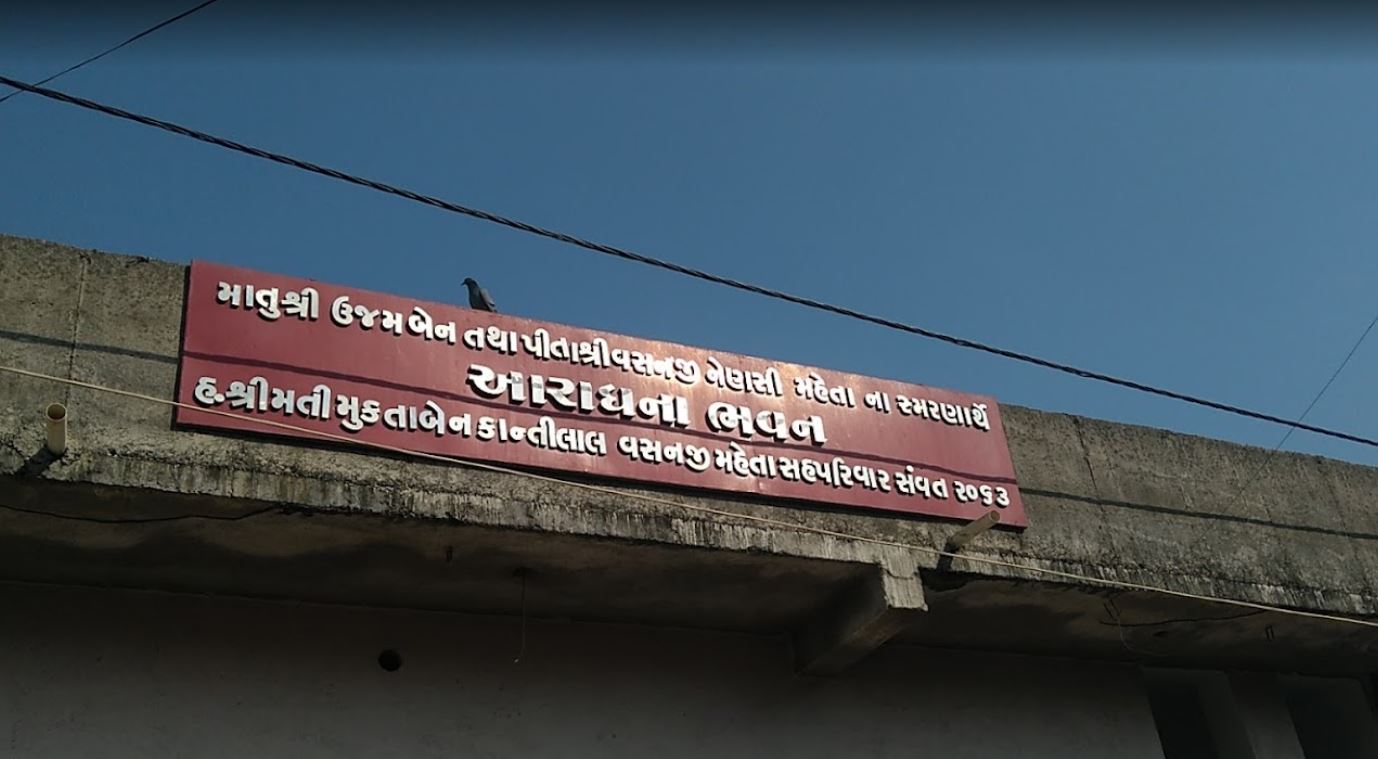 માતુશ્રી ઉજમબેન તથા પીતાશ્રી વસનજી મેણસી મહેતા ના સ્મરણાર્થે
આરાધના ભવન
હ.શ્રીમતી મુકતાબેન કાન્તીલાલ વસનજી મહેતા સહપરિવાર સંવત ૨૦૬૩